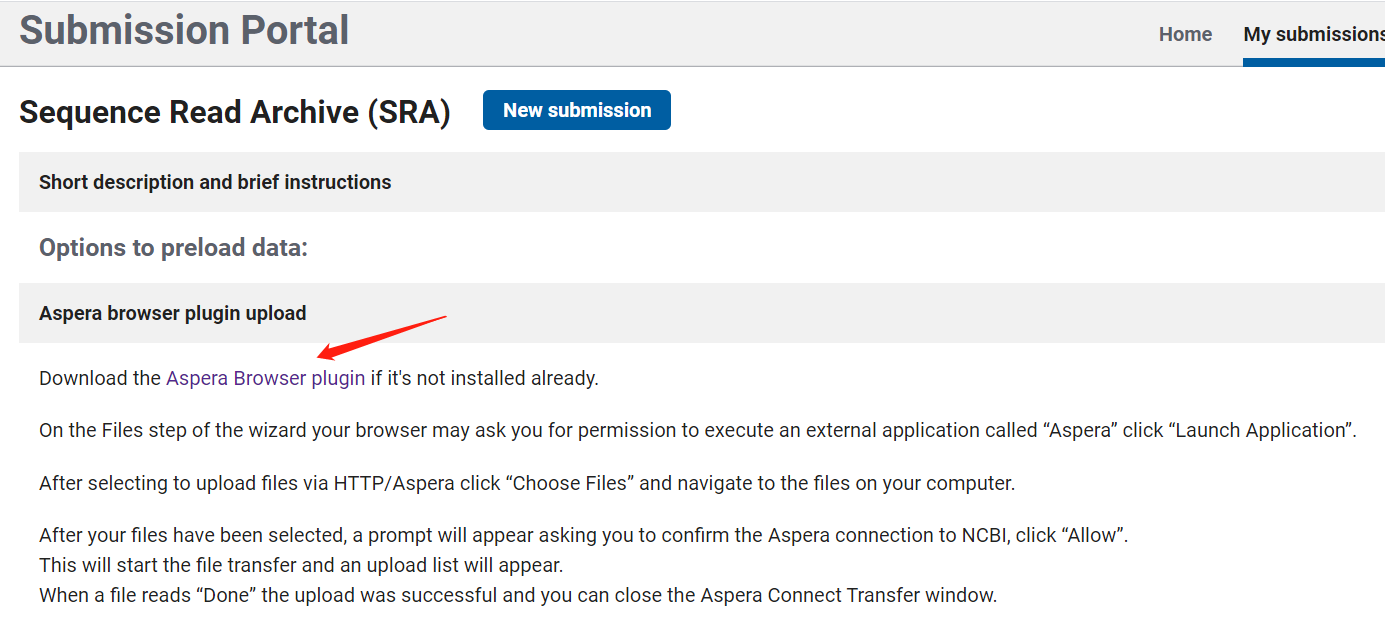 Submission Portal
Home
My submissions
Sequence Read Archive (SRA)
New submission
Short description and brief instructions
Options to preload data:
Aspera browser plugin upload
Download the Aspera Browser plugin if it's not installed already.
On the Files step of the wizard your browser may ask you for permission to execute an external application called “Aspera” click “Launch Application”.
After selecting to upload files via HTTP/Aspera click “Choose Files” and navigate to the files on your computer.
After your files have been selected, a prompt will appear asking you to confirm the Aspera connection to NCBI, click “Allow”.
This will start the file transfer and an upload list will appear.
When a file reads “Done” the upload was successful and you can close the Aspera Connect Transfer window.